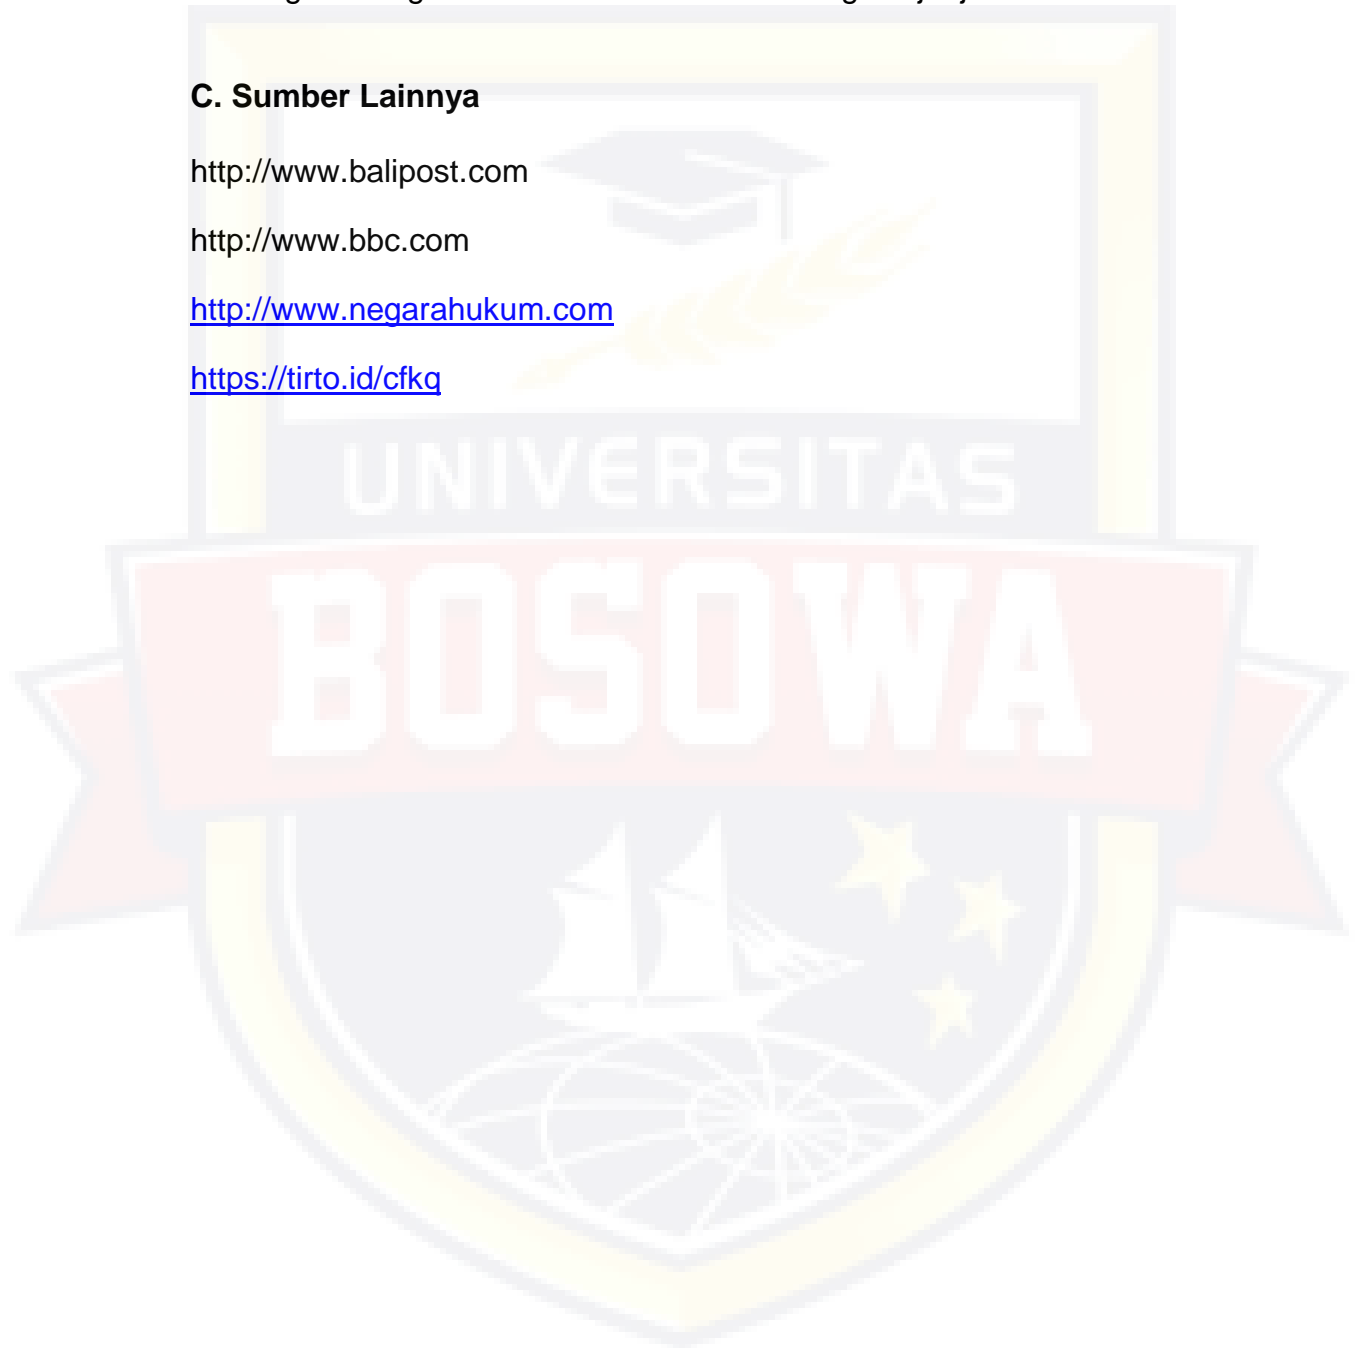 C. Sumber Lainnya
http://www.balipost.com
http://www.bbc.com
http://www.negarahukum.com
https://tirto.id/cfkq
UNIVERSITAS
BOSOWA